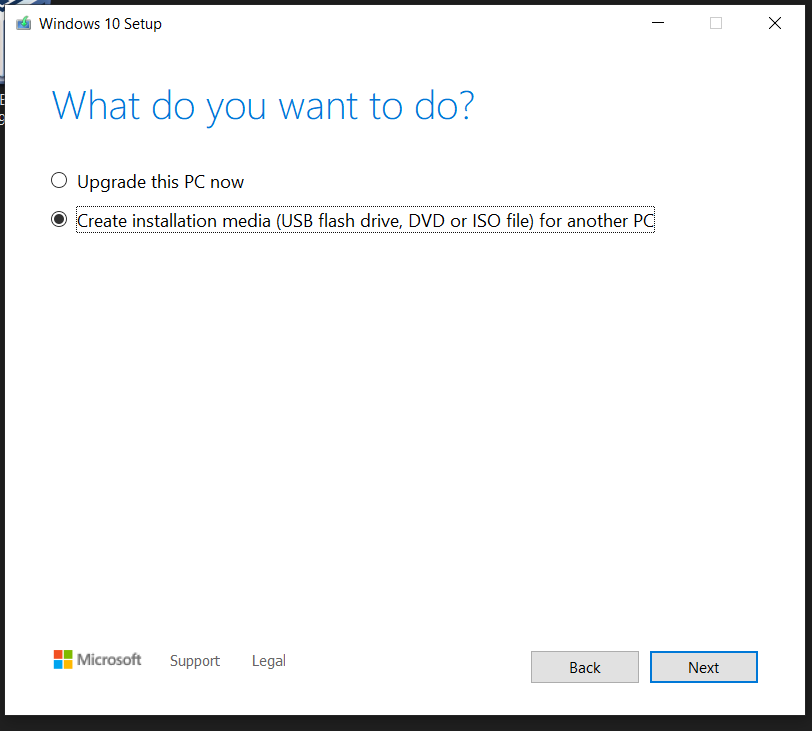 Windows 10 Setup
What do you want to do?
Upgrade this PC now
Create installation media (USB flash drive, DVD or ISO file) for another PC
Microsoft Support Legal Back Next